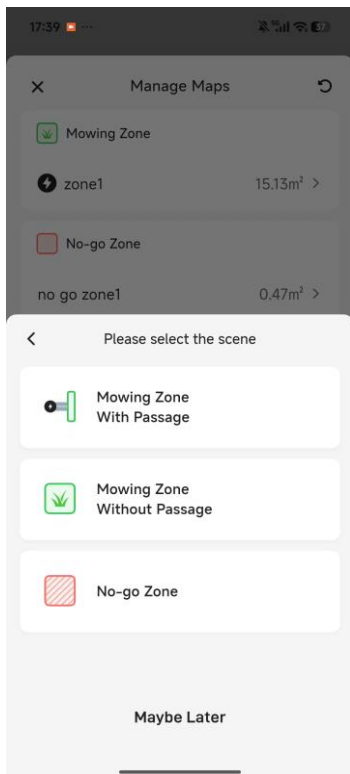 17:39
Manage Maps
Mowing Zone
zone1 15.13m²
No-go Zone
no go zone1 0.47m²
Please select the scene
Mowing Zone
With Passage
Mowing Zone
Without Passage
No-go Zone
Maybe Later